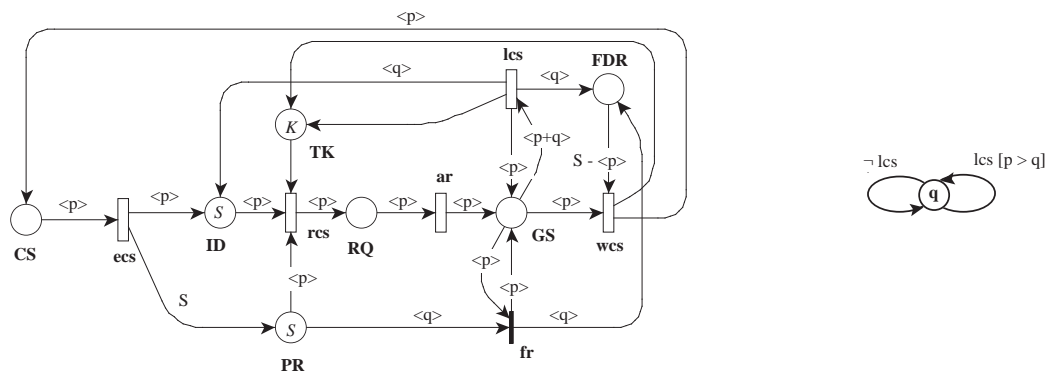 <p>
lcs
FDR
<q>
<q>
K
TK
<p+q>
S - <p>
<p>
ar
¬ lcs
lcs [p > q]
q
<p>
<p>
S
<p>
<p>
<p>
<p>
<p>
CS
ecs
ID
rcs
RQ
GS
wcs
<p>
<p>
<p>
S
S
<q>
<q>
PR
fr